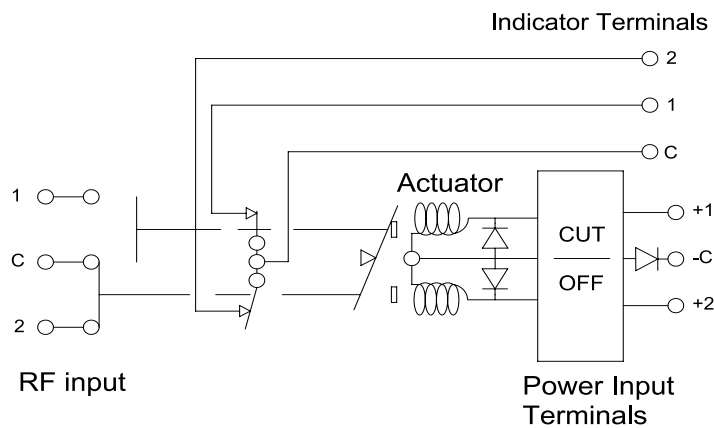 Indicator Terminals
2
1
C
Actuator
1
C
2
CUT
OFF
+1
-C
+2
RF input
Power Input
Terminals